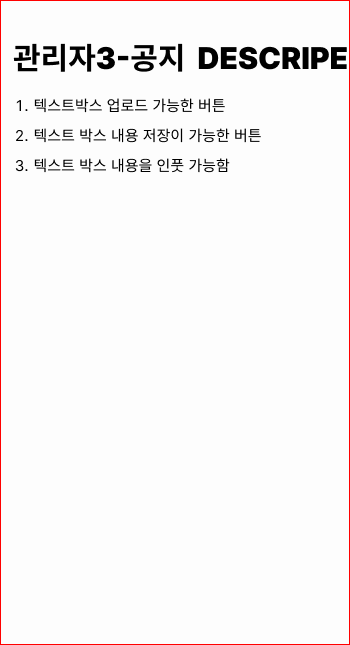 관리자3-공지 DESCRIPE
1. 텍스트박스 업로드 가능한 버튼
2. 텍스트 박스 내용 저장이 가능한 버튼
3. 텍스트 박스 내용을 인풋 가능함